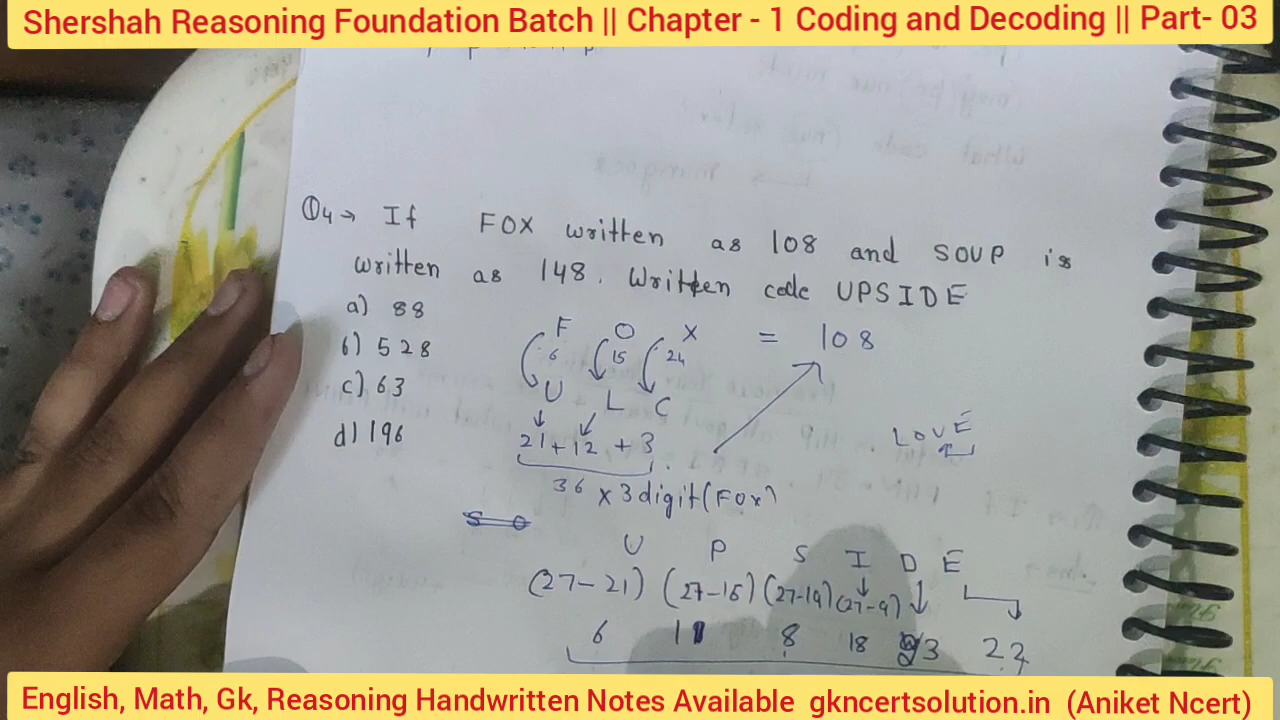 Shershah Reasoning Foundation Batch || Chapter - 1 Coding and Decoding || Part- 03
Q4→ If FOX written as 108 and SOUP is
written as 148. Written code UPSIDE
a) 88
b) 528
c) 63
d) 196
F O X = 108
6 15 24
U L C
21 + 12 + 3
36 x 3 digit (FOX)
LOVE
S O
U P S I D E
(27-21) (27-16) (27-19) (27-9)
6 11 8 18 23 22
English, Math, Gk, Reasoning Handwritten Notes Available gkncertsolution.in (Aniket Ncert)